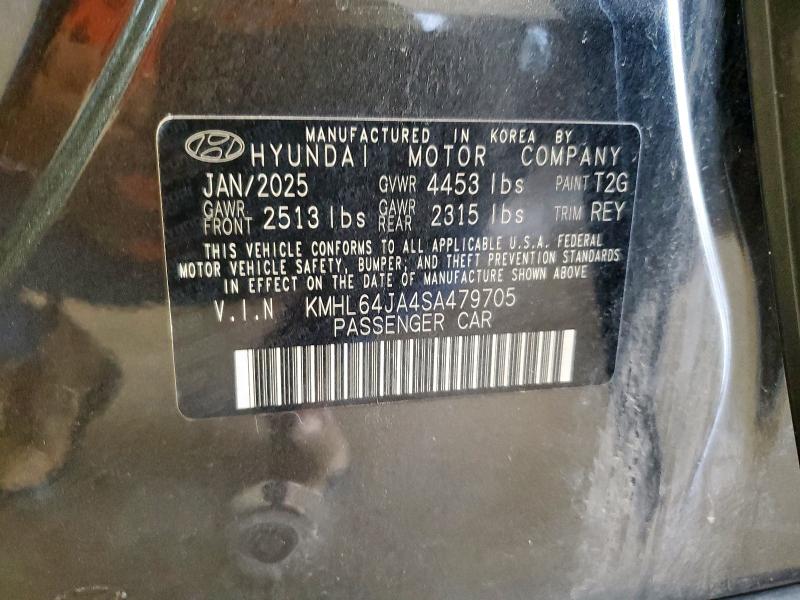 MANUFACTURED IN KOREA BY
HYUNDAI MOTOR COMPANY
JAN/2025 GVWR 4453 lbs PAINT T2G
GAWR FRONT 2513 lbs GAWR REAR 2315 lbs TRIM REY
THIS VEHICLE CONFORMS TO ALL APPLICABLE U.S.A. FEDERAL
MOTOR VEHICLE SAFETY, BUMPER, AND THEFT PREVENTION STANDARDS
IN EFFECT ON THE DATE OF MANUFACTURE SHOWN ABOVE
V.I.N KMHL64JA4SA479705
PASSENGER CAR